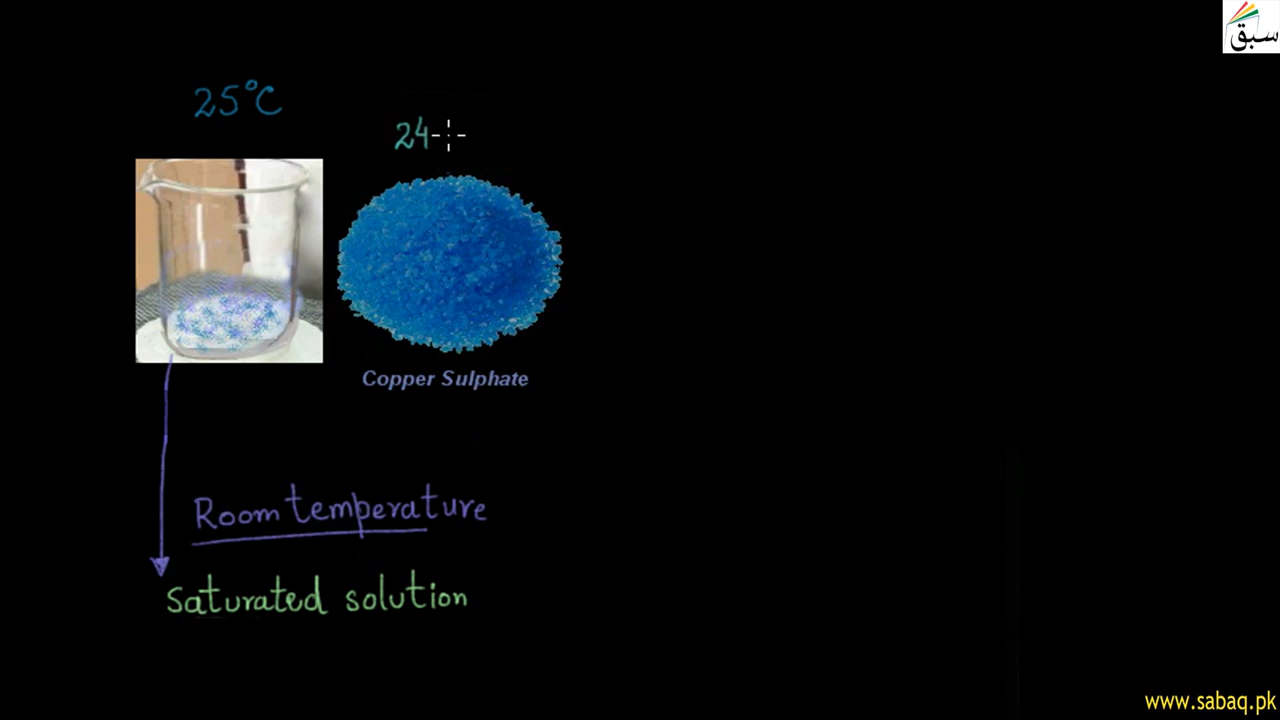 سبق
25°C
24
Copper Sulphate
Room temperature
Saturated solution
www.sabaq.pk